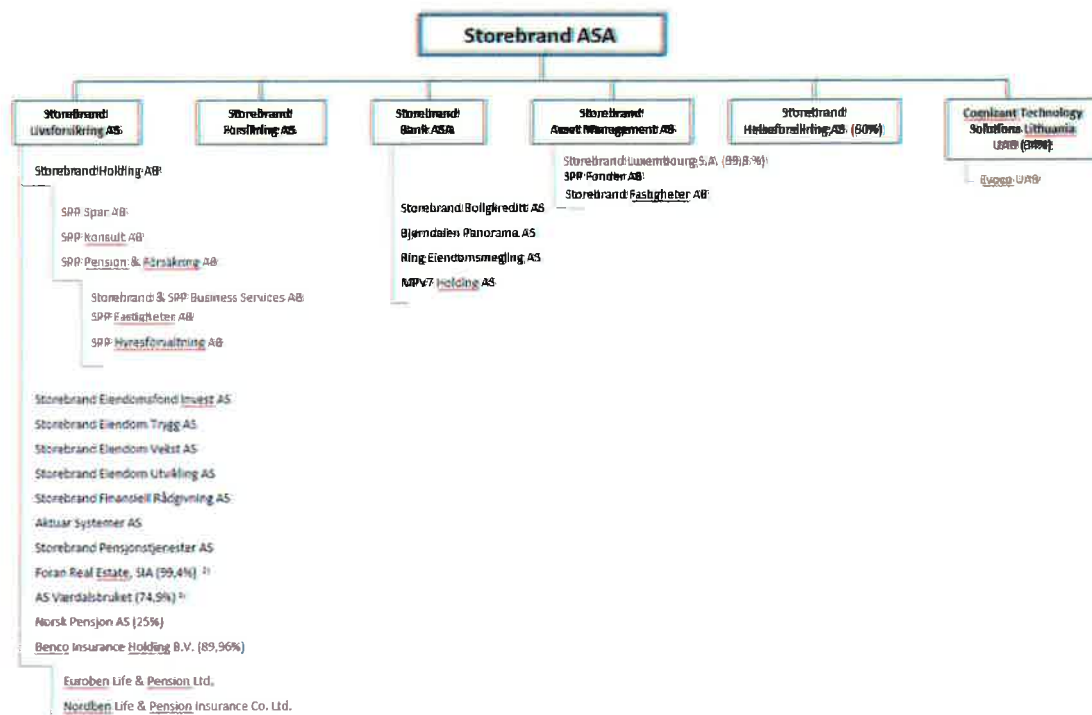 Storebrand ASA
Storebrand
Livsforsikring AS
Storebrand
Forsikring AS
Storebrand
Bank ASA
Storebrand
Asset Management AS
Storebrand
Helseforsikring AS (50%)
Cognizant Technology
Solutions Lithuania
UAB (34%)
Storebrand Holding AB
SPP Spar AB
SPP Konsult AB
SPP Pension & Försäkring AB
Storebrand & SPP Business Services AB
SPP Fastigheter AB
SPP Hyresförvaltning AB
Storebrand Eiendomsfond Invest AS
Storebrand Eiendom Trygg AS
Storebrand Eiendom Vekst AS
Storebrand Eiendom Utvikling AS
Storebrand Finansiell Rådgivning AS
Aktuar Systemer AS
Storebrand Pensjonstjenester AS
Foran Real Estate, SIA (99,4%)
AS Værdalsbruket (74,9%)
Norsk Pensjon AS (25%)
Benco Insurance Holding B.V. (89,96%)
Euroben Life & Pension Ltd.
Nordben Life & Pension Insurance Co. Ltd.
Storebrand Boligkreditt AS
Bjørndalen Panorama AS
Ring Eiendomsmegling AS
MPV7 Holding AS
Storebrand Luxembourg S.A. (99,8%)
SPP Fonder AB
Storebrand Fastigheter AB
Evoco UAB